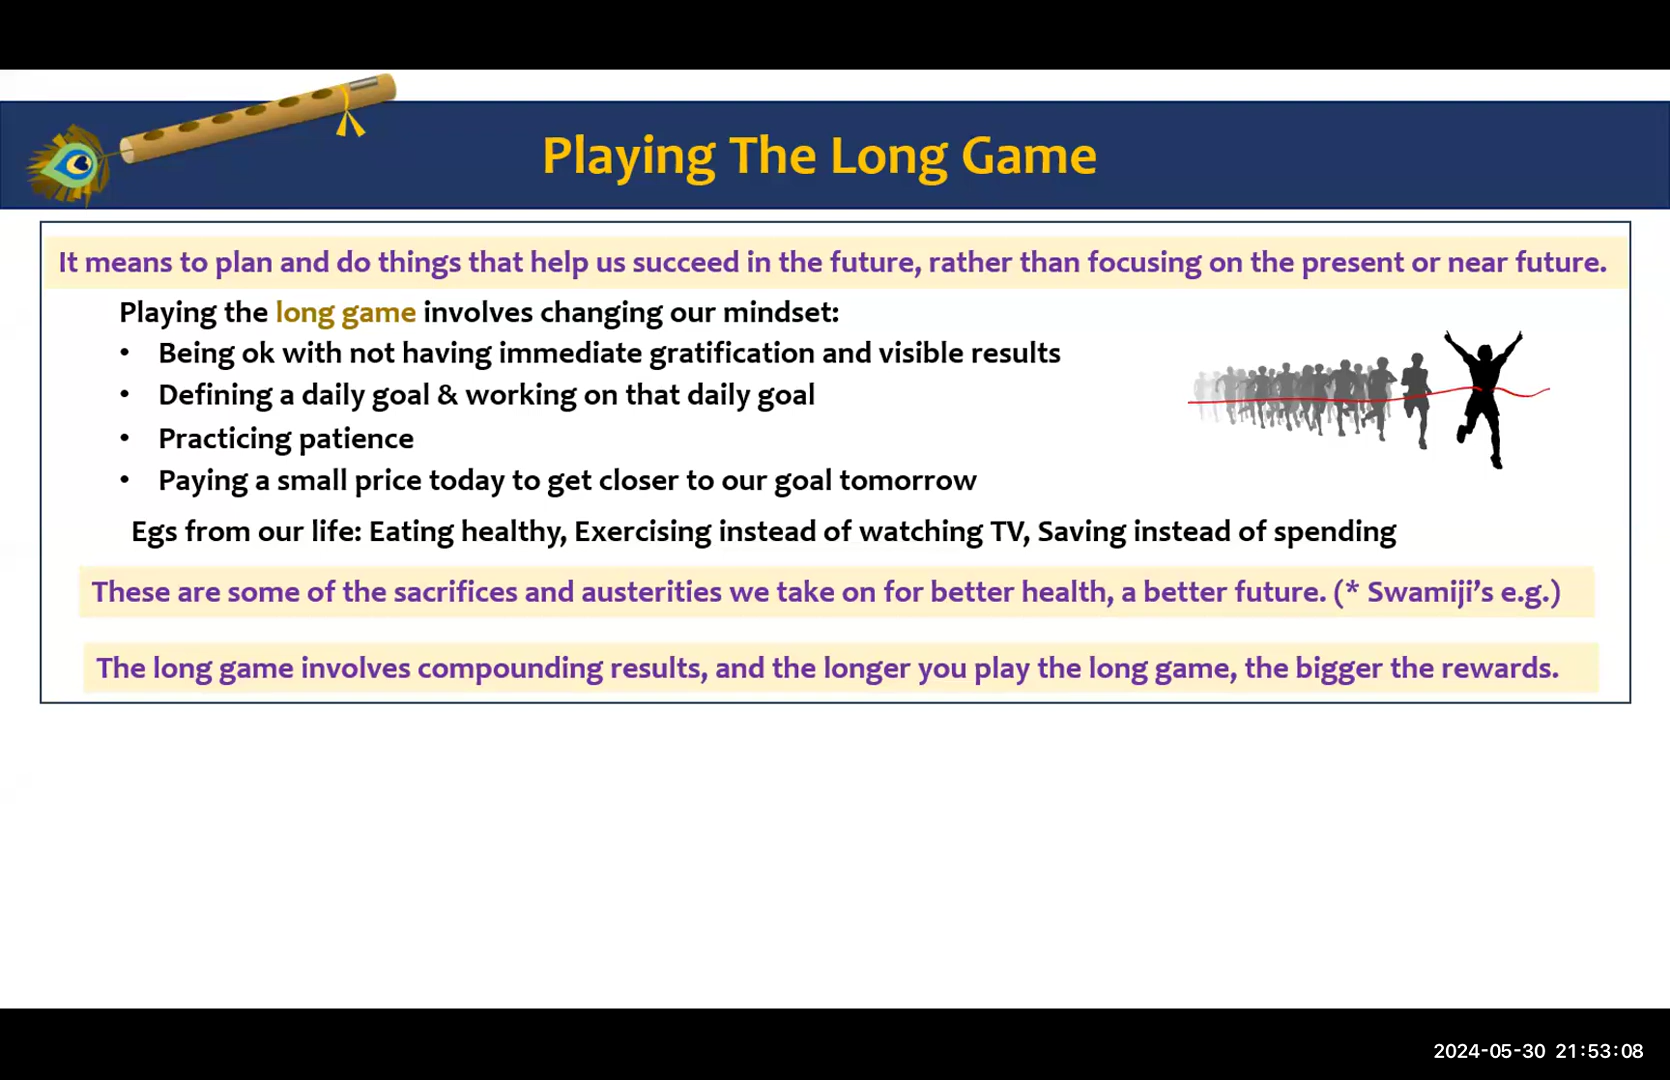 Playing The Long Game
It means to plan and do things that help us succeed in the future, rather than focusing on the present or near future.
Playing the long game involves changing our mindset:
• Being ok with not having immediate gratification and visible results
• Defining a daily goal & working on that daily goal
• Practicing patience
• Paying a small price today to get closer to our goal tomorrow
Egs from our life: Eating healthy, Exercising instead of watching TV, Saving instead of spending
These are some of the sacrifices and austerities we take on for better health, a better future. (* Swamiji’s e.g.)
The long game involves compounding results, and the longer you play the long game, the bigger the rewards.
2024-05-30 21:53:08